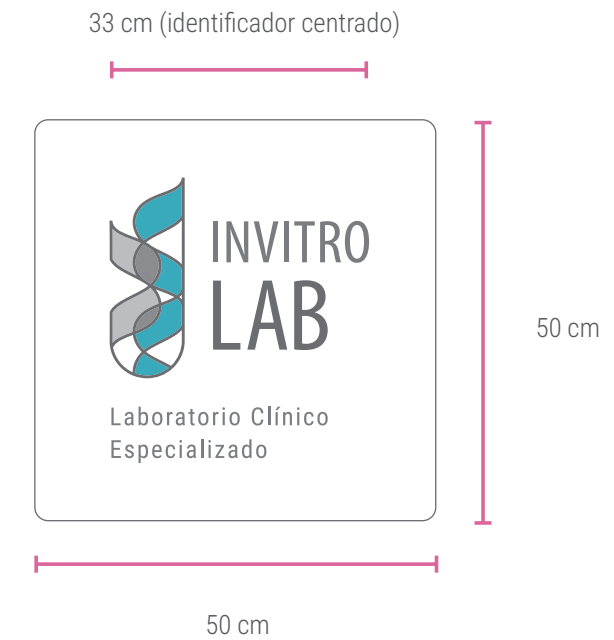 33 cm (identificador centrado)
INVITRO
LAB
Laboratorio Clínico
Especializado
50 cm
50 cm